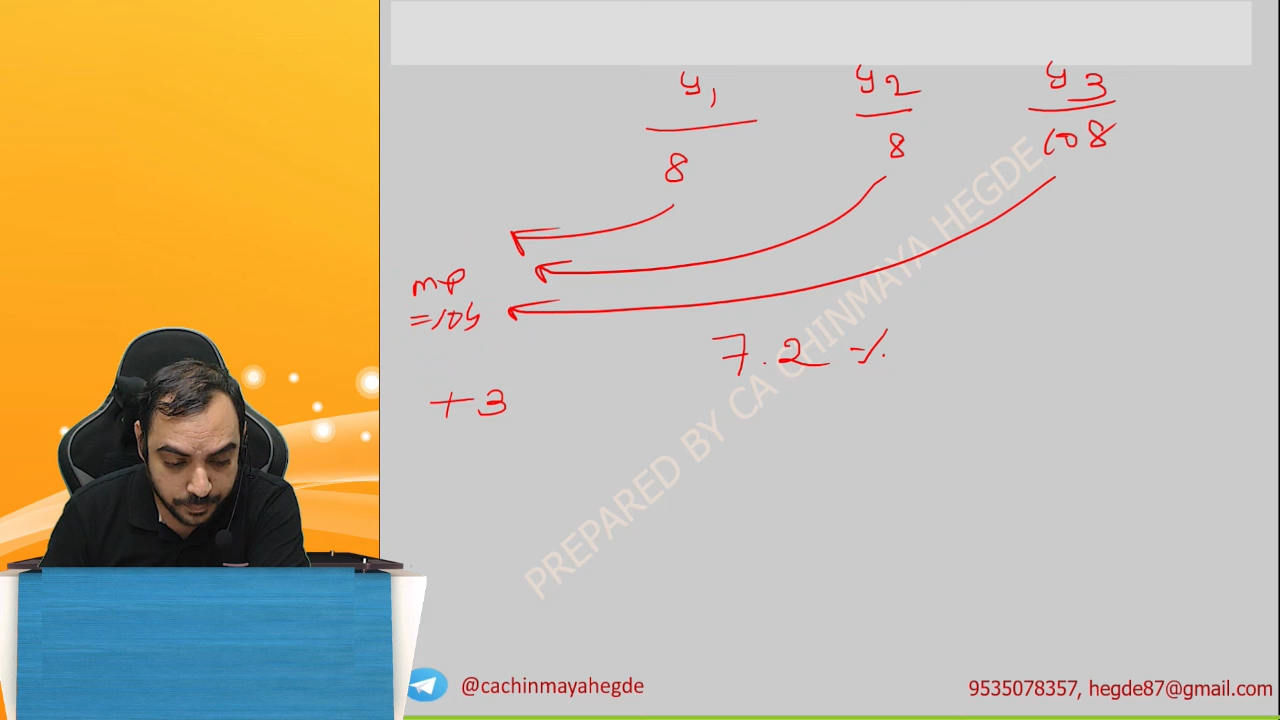 y1 y2 y3
8 8 108
mp
=105
7.2 %
+3
PREPARED BY CA CHINMAYA HEGDE
@cachinmayahegde
9535078357, hegde87@gmail.com